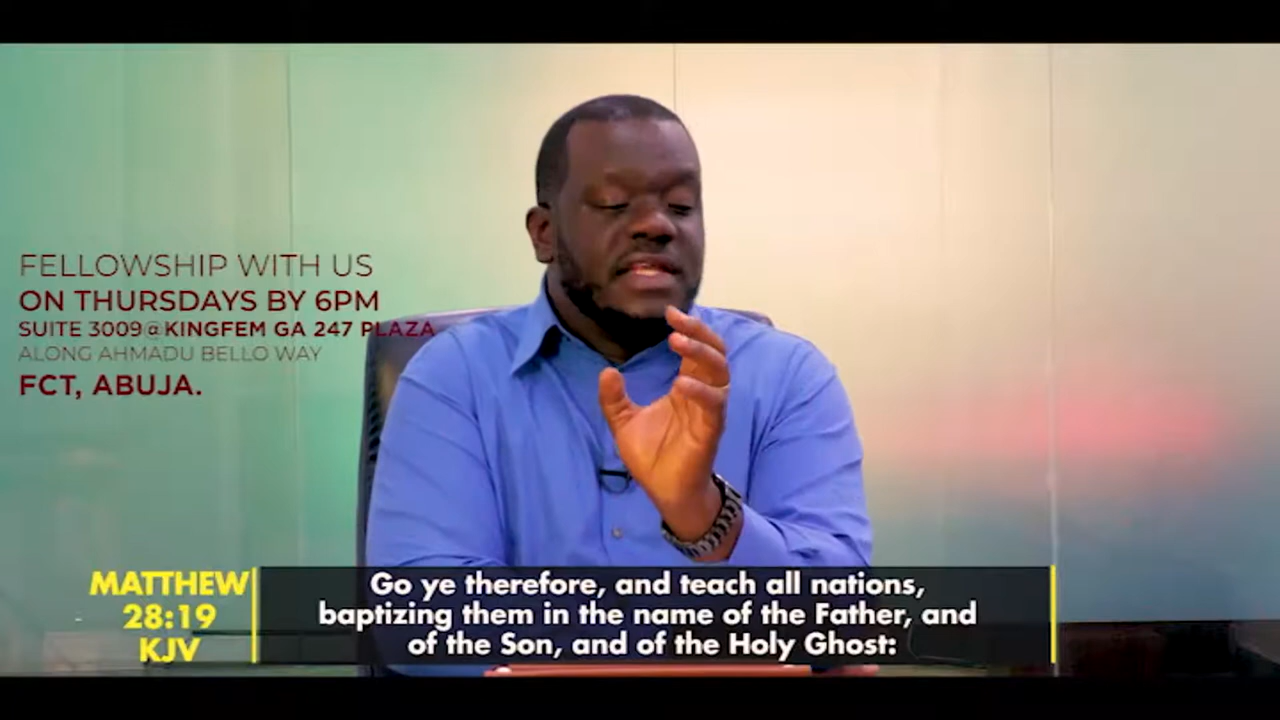 FELLOWSHIP WITH US
ON THURSDAYS BY 6PM
SUITE 3009@KINGFEM GA 247 PLAZA
ALONG AHMADU BELLO WAY
FCT, ABUJA.
MATTHEW
28:19
KJV
Go ye therefore, and teach all nations,
baptizing them in the name of the Father, and
of the Son, and of the Holy Ghost: